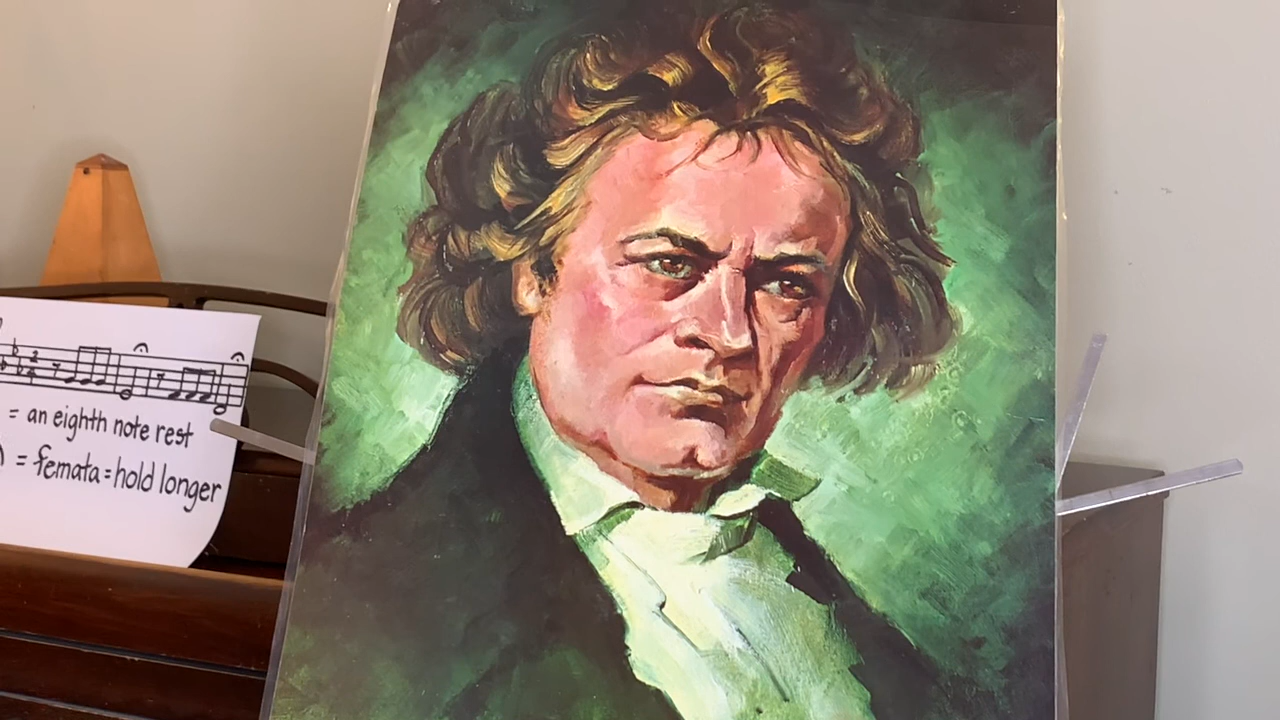 = an eighth note rest
) = femata = hold longer